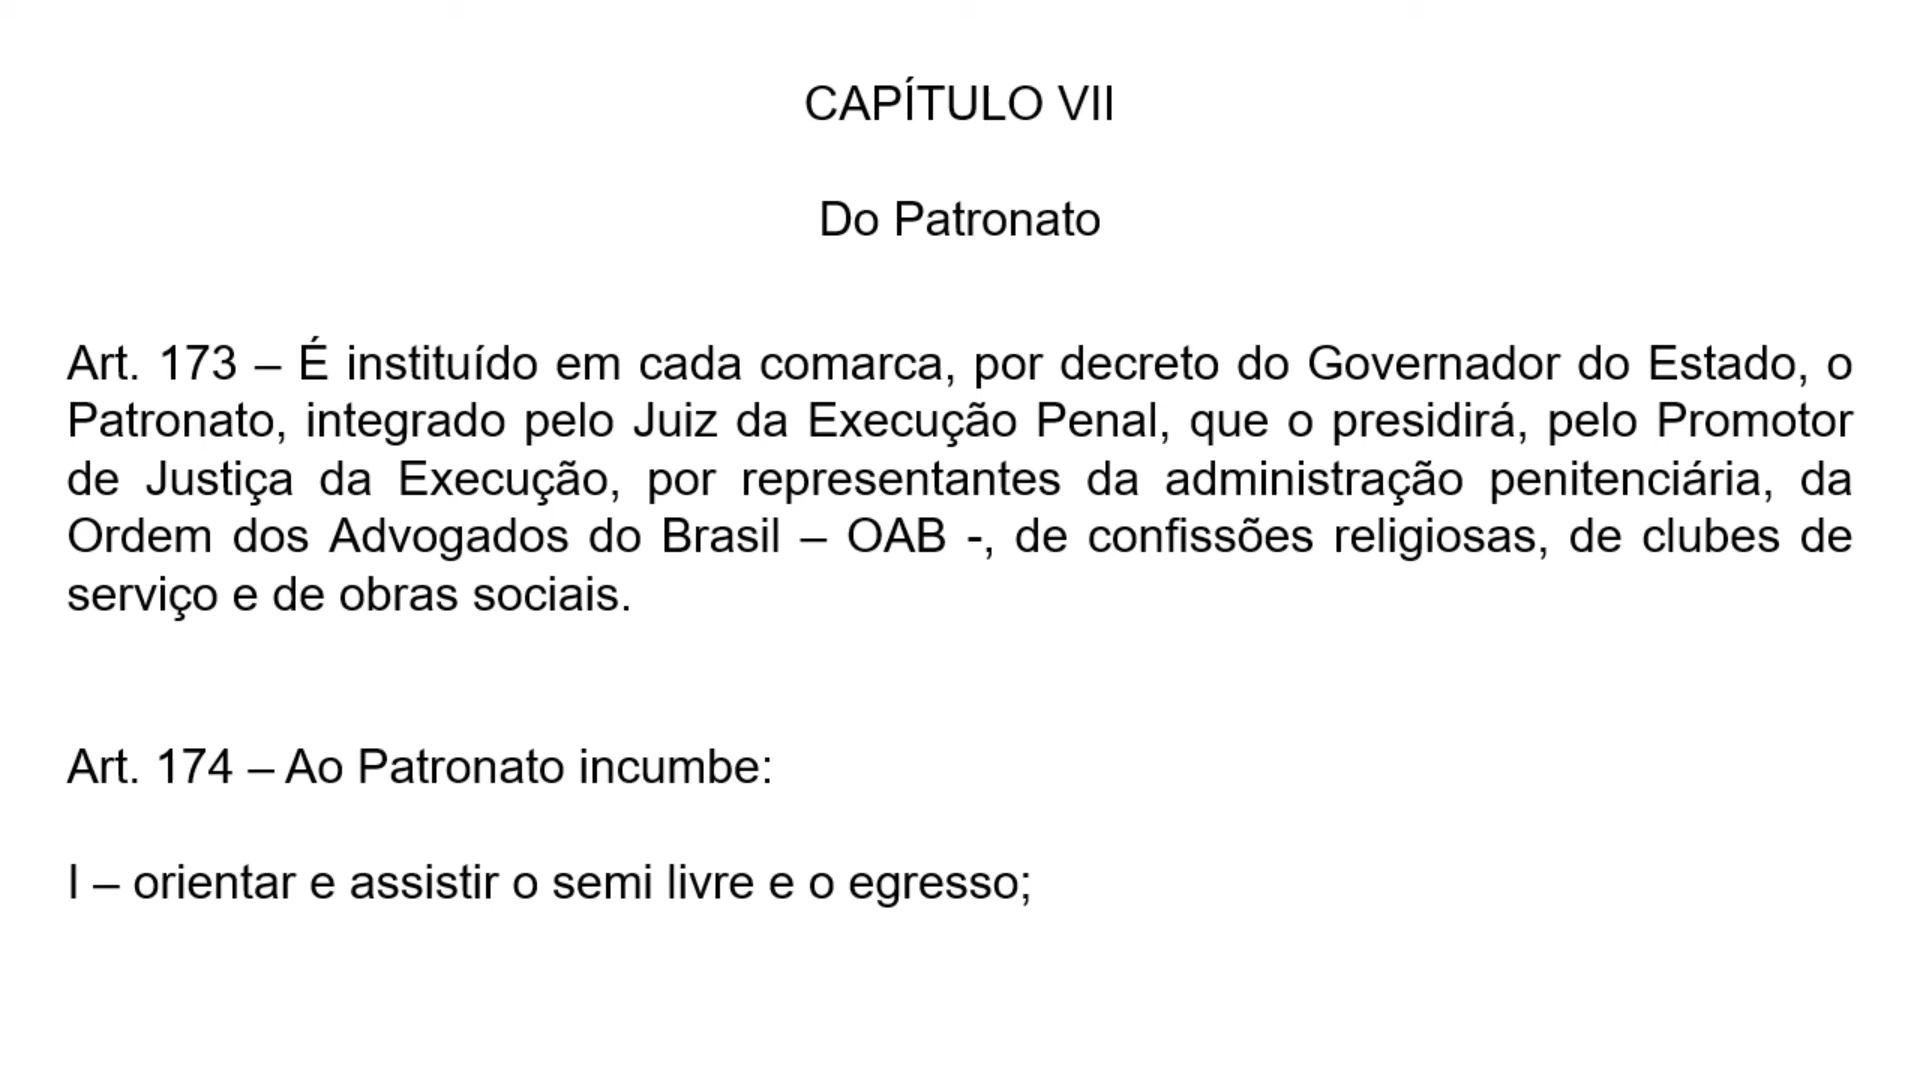 CAPÍTULO VII
Do Patronato
Art. 173 – É instituído em cada comarca, por decreto do Governador do Estado, o
Patronato, integrado pelo Juiz da Execução Penal, que o presidirá, pelo Promotor
de Justiça da Execução, por representantes da administração penitenciária, da
Ordem dos Advogados do Brasil – OAB -, de confissões religiosas, de clubes de
serviço e de obras sociais.
Art. 174 – Ao Patronato incumbe:
I – orientar e assistir o semi livre e o egresso;